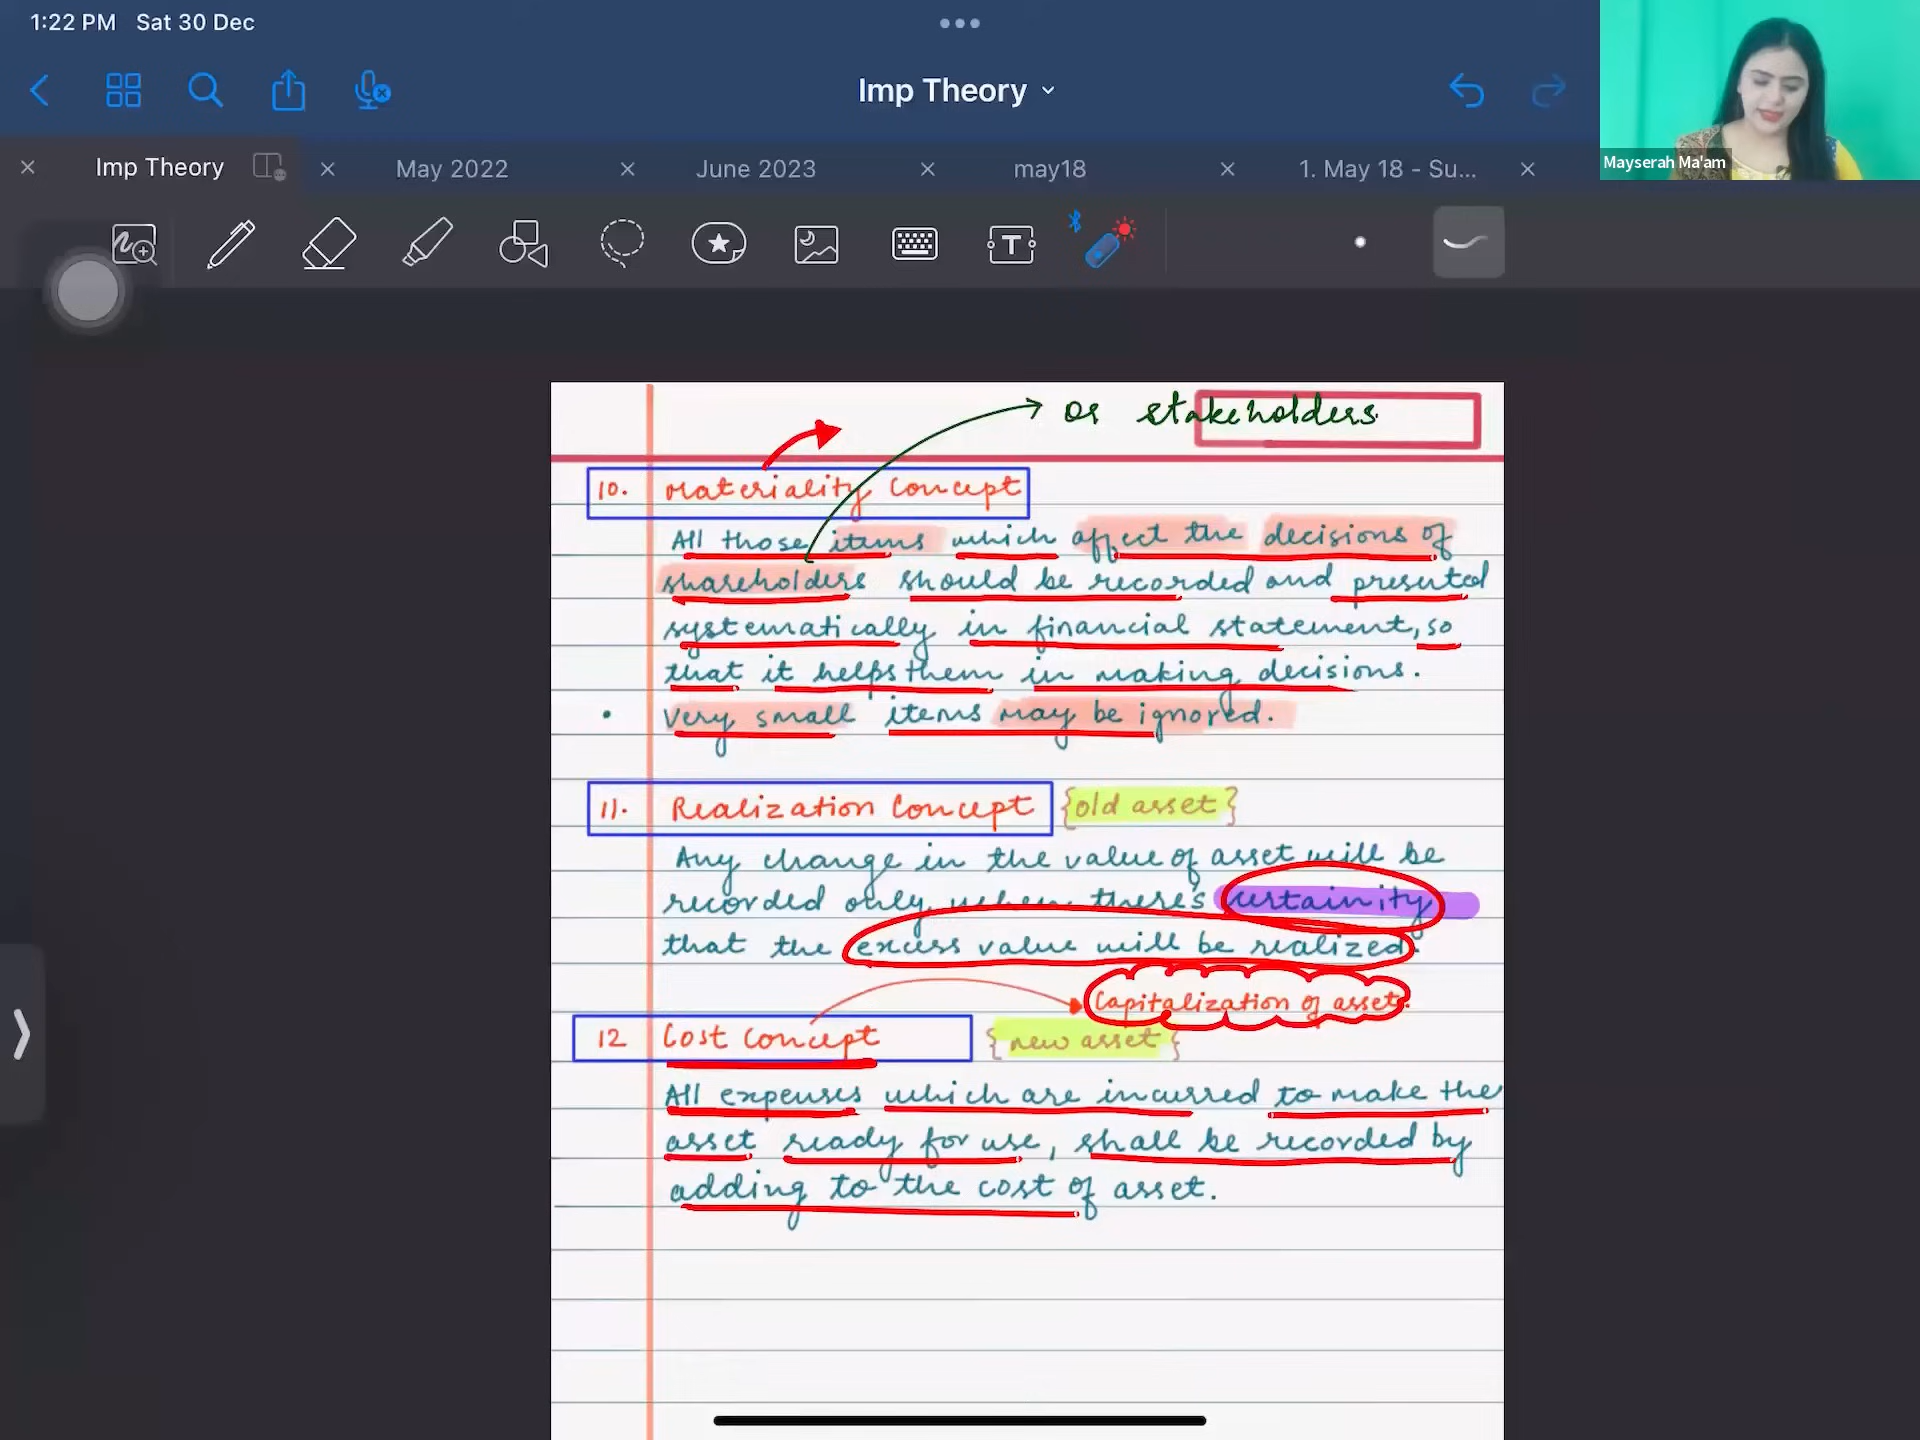 1:22 PM Sat 30 Dec
Imp Theory
Mayserah Ma'am
Imp Theory
May 2022
June 2023
may18
1. May 18 - Su...
T
or stakeholders
10. Materiality Concept
All those items which affect the decisions of
shareholders should be recorded and presented
systematically in financial statement, so
that it helps them in making decisions.
• Very small items may be ignored.
11. Realization Concept {old asset}
Any change in the value of asset will be
recorded only when there's certainity
that the excess value will be realized.
Capitalization of asset.
12 Cost Concept {new asset}
All expenses which are incurred to make the
asset ready for use, shall be recorded by
adding to the cost of asset.